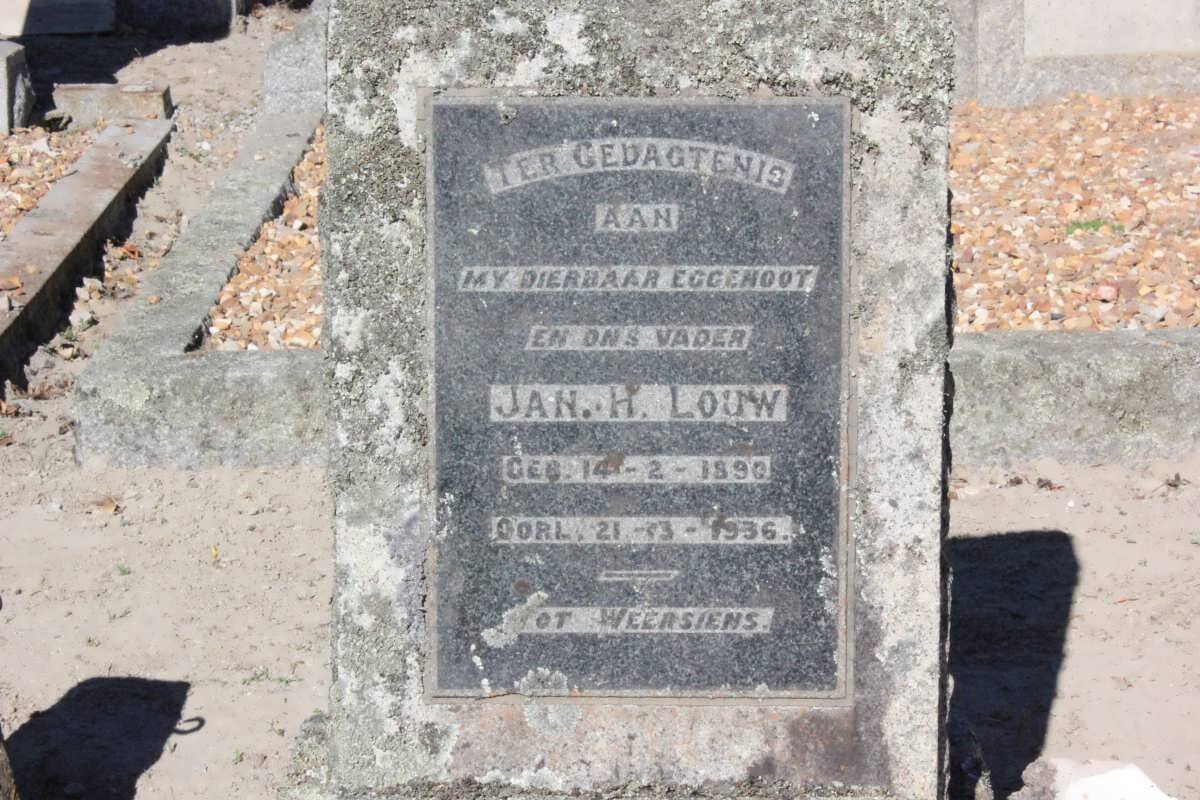 TER GEDAGTENIS
AAN
MY DIERBAAR EGGENOOT
EN ONS VADER
JAN. H. LOUW
GEB. 14 - 2 - 1890
OORL. 21 - 1936.
TOT WEERSIENS.